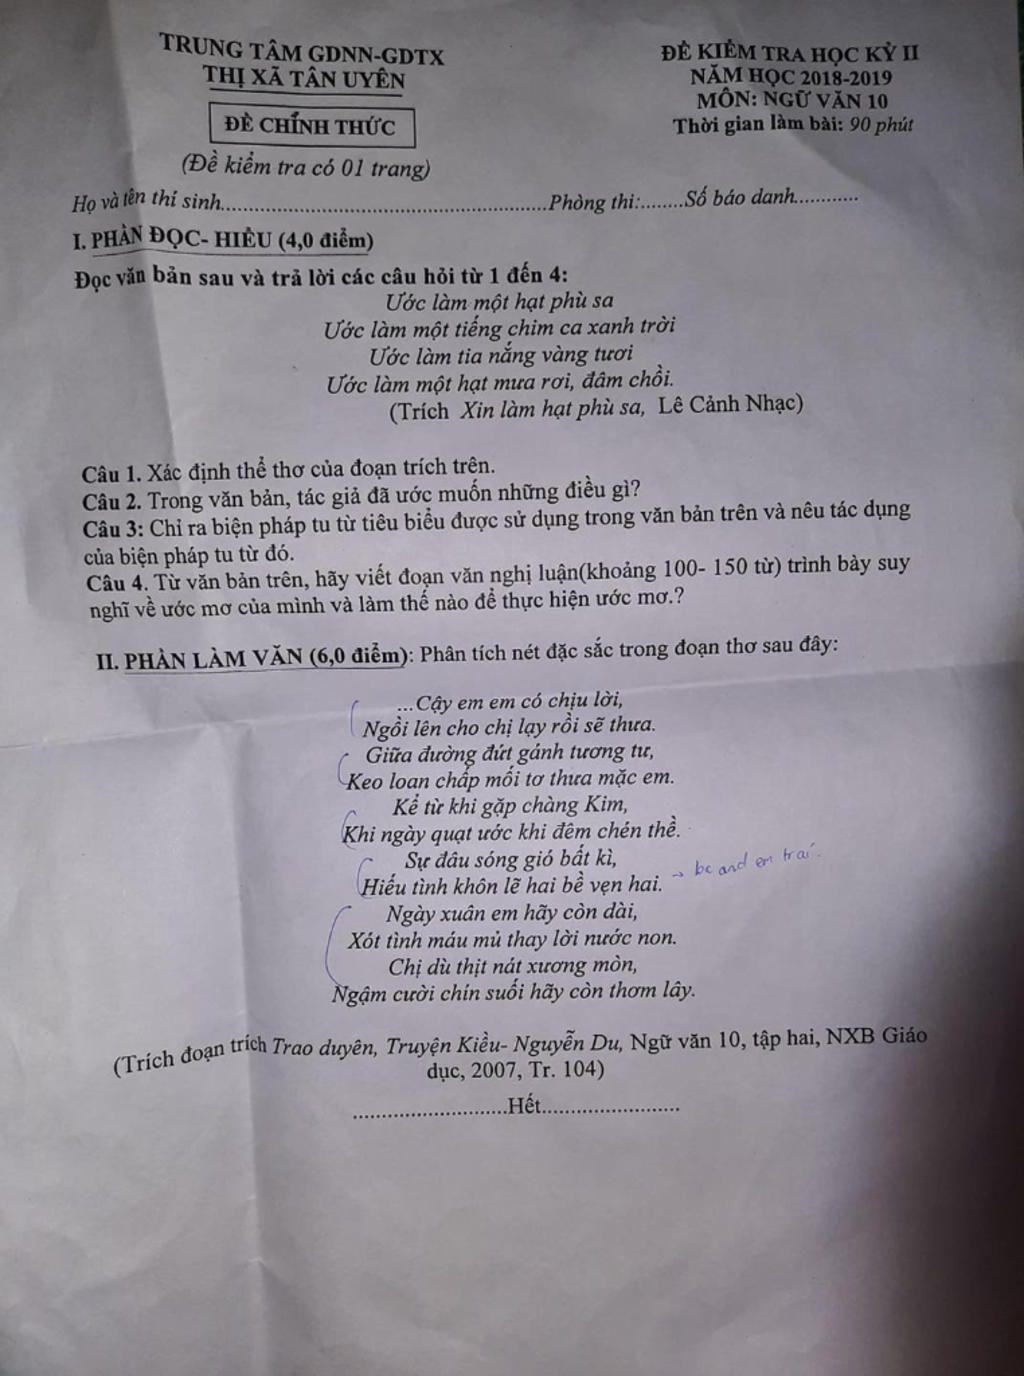 TRUNG TÂM GDNN-GDTX
THỊ XÃ TÂN UYÊN
ĐỀ CHÍNH THỨC
(Đề kiểm tra có 01 trang)
ĐỀ KIỂM TRA HỌC KỲ II
NĂM HỌC 2018-2019
MÔN: NGỮ VĂN 10
Thời gian làm bài: 90 phút
Họ và tên thí sinh..........................................................Phòng thi:........Số báo danh............
I. PHẦN ĐỌC- HIỂU (4,0 điểm)
Đọc văn bản sau và trả lời các câu hỏi từ 1 đến 4:
Ước làm một hạt phù sa
Ước làm một tiếng chim ca xanh trời
Ước làm tia nắng vàng tươi
Ước làm một hạt mưa rơi, đâm chồi.
(Trích Xin làm hạt phù sa, Lê Cảnh Nhạc)
Câu 1. Xác định thể thơ của đoạn trích trên.
Câu 2. Trong văn bản, tác giả đã ước muốn những điều gì?
Câu 3: Chỉ ra biện pháp tu từ tiêu biểu được sử dụng trong văn bản trên và nêu tác dụng
của biện pháp tu từ đó.
Câu 4. Từ văn bản trên, hãy viết đoạn văn nghị luận(khoảng 100- 150 từ) trình bày suy
nghĩ về ước mơ của mình và làm thế nào để thực hiện ước mơ.?
II. PHẦN LÀM VĂN (6,0 điểm): Phân tích nét đặc sắc trong đoạn thơ sau đây:
...Cậy em em có chịu lời,
Ngồi lên cho chị lạy rồi sẽ thưa.
Giữa đường đứt gánh tương tư,
Keo loan chấp mối tơ thưa mặc em.
Kể từ khi gặp chàng Kim,
Khi ngày quạt ước khi đêm chén thề.
Sự đâu sóng gió bất kì,
Hiếu tình khôn lẽ hai bề vẹn hai. → bc and em trai.
Ngày xuân em hãy còn dài,
Xót tình máu mủ thay lời nước non.
Chị dù thịt nát xương mòn,
Ngậm cười chín suối hãy còn thơm lây.
(Trích đoạn trích Trao duyên, Truyện Kiều- Nguyễn Du, Ngữ văn 10, tập hai, NXB Giáo
dục, 2007, Tr. 104)
...........................Hết........................